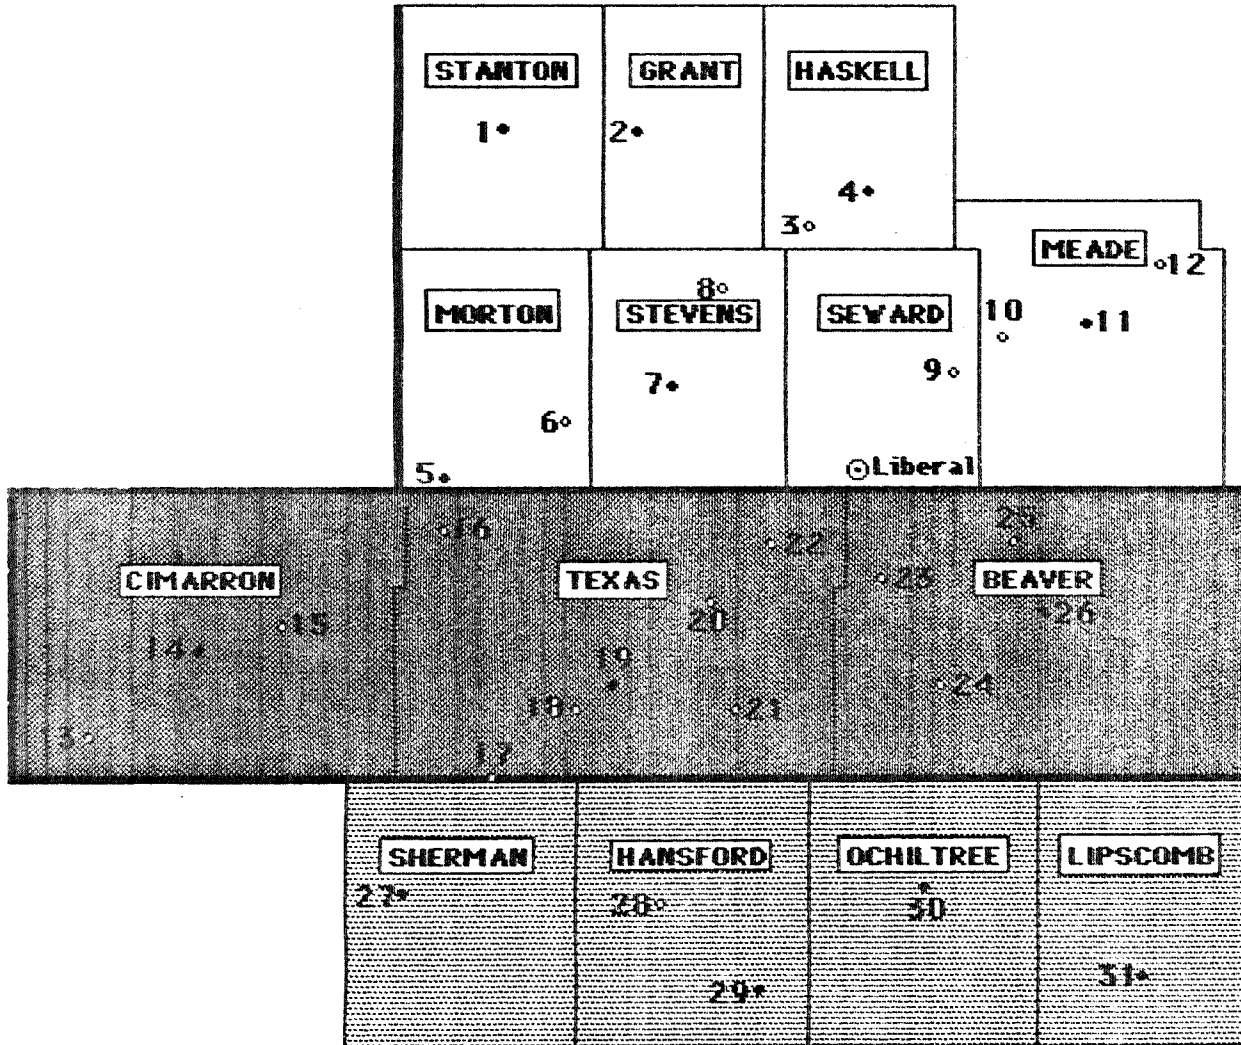 STANTON GRANT HASKELL
1 2
4
3
MEADE
12
8
MORTON STEVENS SEWARD 10 11
9
7
6
5 Liberal
16 22 25
CIMARRON TEXAS 23 BEAVER
15 20 26
14 19
18 21 24
3 17
SHERMAN HANSFORD OCHILTREE LIPSCOMB
27 28 30
29 31